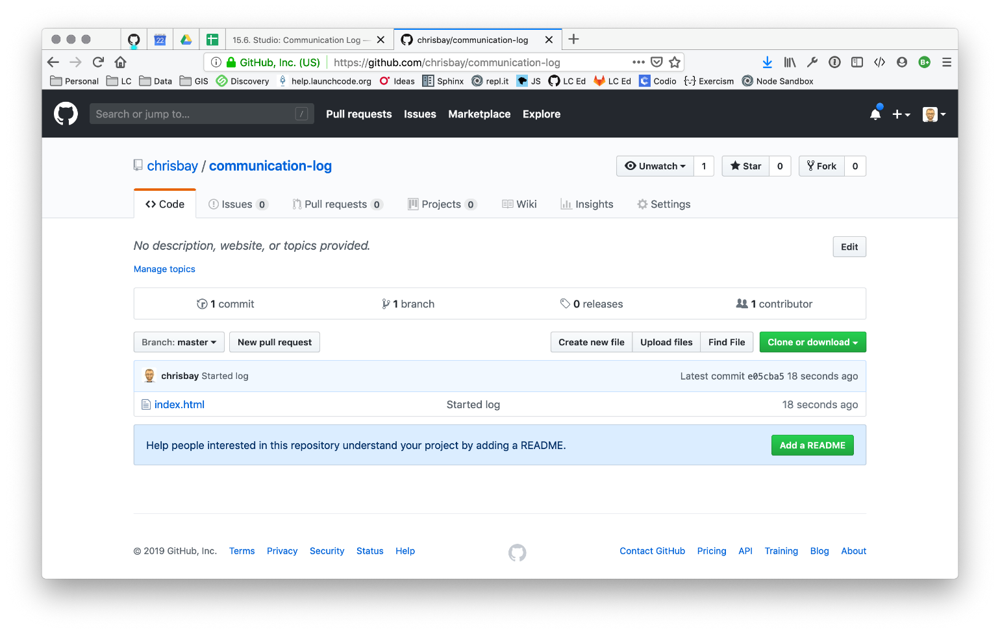 15.6. Studio: Communication Log —
chrisbay/communication-log
GitHub, Inc. (US) https://github.com/chrisbay/communication-log
Personal LC Data GIS Discovery help.launchcode.org Ideas Sphinx repl.it JS LC Ed LC Ed Codio Exercism Node Sandbox
Search or jump to... / Pull requests Issues Marketplace Explore
chrisbay / communication-log Unwatch 1 Star 0 Fork 0
Code Issues 0 Pull requests 0 Projects 0 Wiki Insights Settings
No description, website, or topics provided. Edit
Manage topics
1 commit 1 branch 0 releases 1 contributor
Branch: master New pull request Create new file Upload files Find File Clone or download
chrisbay Started log Latest commit e05cba5 18 seconds ago
index.html Started log 18 seconds ago
Help people interested in this repository understand your project by adding a README. Add a README
© 2019 GitHub, Inc. Terms Privacy Security Status Help Contact GitHub Pricing API Training Blog About